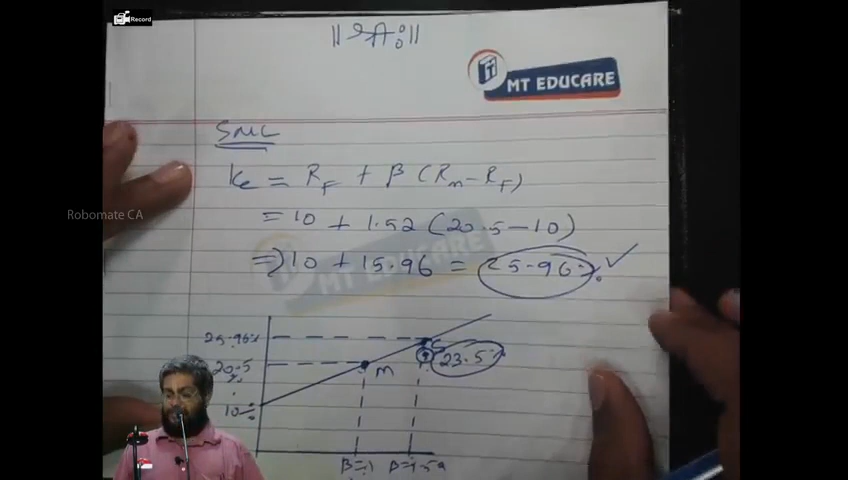 Record
MT EDUCARE
SML
Robomate CA
Ke = RF + β (Rm - RF)
= 10 + 1.52 (20.5 - 10)
=> 10 + 15.96 = 25.96%
25.96%
20.5%
10%
M
S
23.5%
β=1